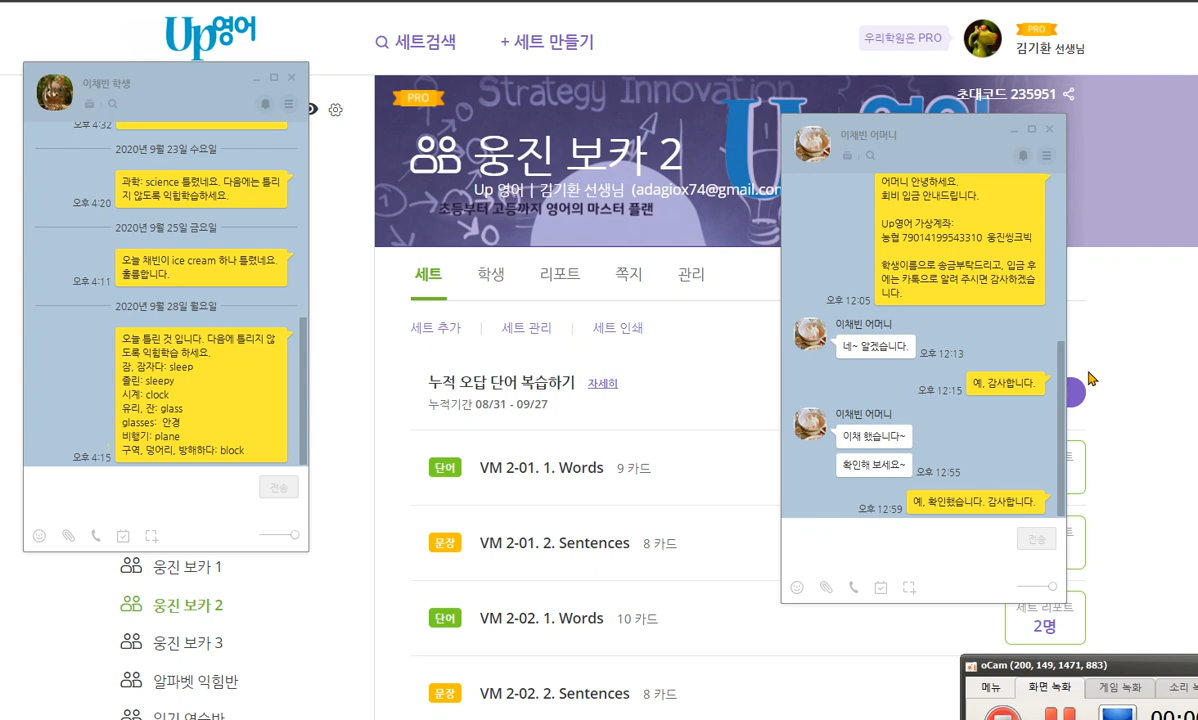 Up영어
세트검색
+ 세트 만들기
우리학원은 PRO
PRO
김기환 선생님
이채빈 학생
오후 4:32
2020년 9월 23일 수요일
과학: science 틀렸네요. 다음에는 틀리
지 않도록 익힘학습하세요.
오후 4:20
2020년 9월 25일 금요일
오늘 채빈이 ice cream 하나 틀렸네요.
훌륭합니다.
오후 4:11
2020년 9월 28일 월요일
오늘 틀린 것 입니다. 다음에 틀리지 않
도록 익힘학습 하세요.
잠, 잠자다: sleep
졸린: sleepy
시계: clock
유리, 잔: glass
glasses: 안경
비행기: plane
구역, 덩어리, 방해하다: block
오후 4:15
전송
웅진 보카 1
웅진 보카 2
웅진 보카 3
알파벳 익힘반
읽기 연습반
PRO
Strategy Innovation
초대코드 235951
웅진 보카 2
Up 영어 | 김기환 선생님 (adagiox74@gmail.com
초등부터 고등까지 영어의 마스터 플랜
세트
학생
리포트
쪽지
관리
세트 추가
세트 관리
세트 인쇄
누적 오답 단어 복습하기 자세히
누적기간 08/31 - 09/27
단어 VM 2-01. 1. Words 9 카드
문장 VM 2-01. 2. Sentences 8 카드
단어 VM 2-02. 1. Words 10 카드
문장 VM 2-02. 2. Sentences 8 카드
이채빈 어머니
어머니 안녕하세요.
회비 입금 안내드립니다.
Up영어 가상계좌:
농협 79014199543310 웅진씽크빅
학생이름으로 송금부탁드리고, 입금 후
에는 카톡으로 알려 주시면 감사하겠습
니다.
오후 12:05
이채빈 어머니
네~ 알겠습니다.
오후 12:13
예, 감사합니다.
오후 12:15
이채빈 어머니
이채 했습니다~
확인해 보세요~
오후 12:55
예, 확인했습니다. 감사합니다.
오후 12:59
전송
세트 리포트
2명
oCam (200, 149, 1471, 883)
메뉴
화면 녹화
게임 녹화
소리 녹